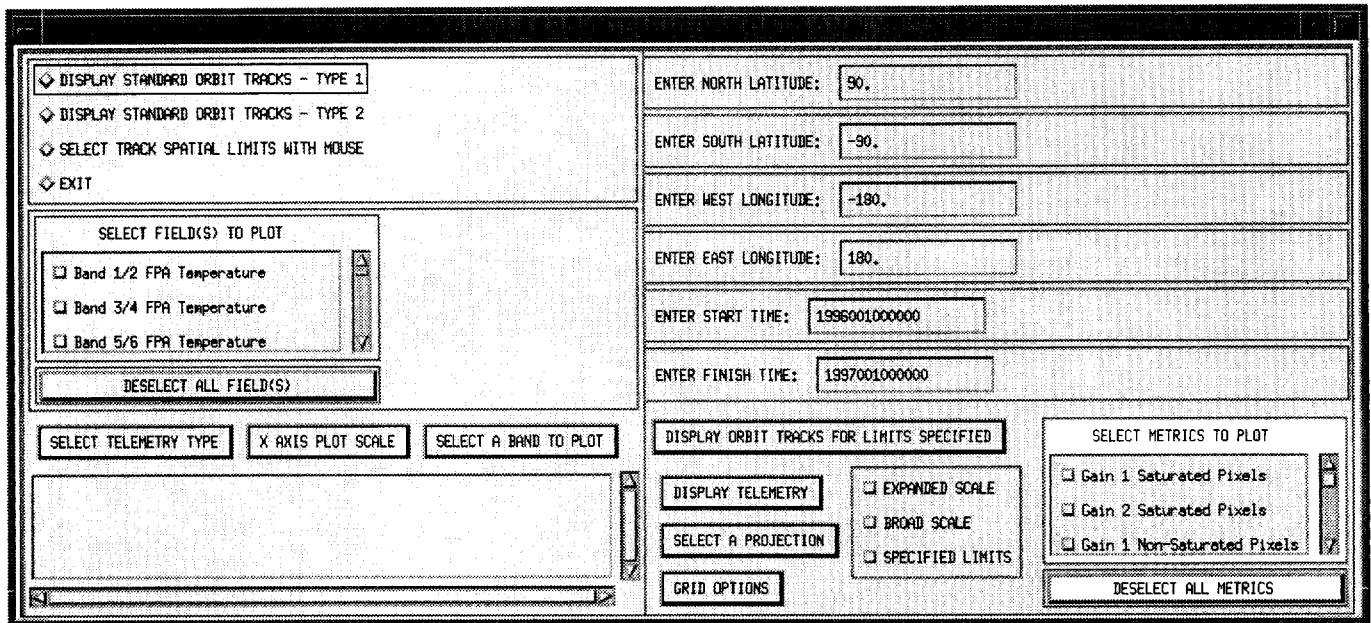 DISPLAY STANDARD ORBIT TRACKS - TYPE 1
DISPLAY STANDARD ORBIT TRACKS - TYPE 2
SELECT TRACK SPATIAL LIMITS WITH MOUSE
EXIT
SELECT FIELD(S) TO PLOT
Band 1/2 FPA Temperature
Band 3/4 FPA Temperature
Band 5/6 FPA Temperature
DESELECT ALL FIELD(S)
SELECT TELEMETRY TYPE
X AXIS PLOT SCALE
SELECT A BAND TO PLOT
ENTER NORTH LATITUDE: 90.
ENTER SOUTH LATITUDE: -90.
ENTER WEST LONGITUDE: -180.
ENTER EAST LONGITUDE: 180.
ENTER START TIME: 1996001000000
ENTER FINISH TIME: 1997001000000
DISPLAY ORBIT TRACKS FOR LIMITS SPECIFIED
DISPLAY TELEMETRY
SELECT A PROJECTION
GRID OPTIONS
EXPANDED SCALE
BROAD SCALE
SPECIFIED LIMITS
SELECT METRICS TO PLOT
Gain 1 Saturated Pixels
Gain 2 Saturated Pixels
Gain 1 Non-Saturated Pixels
DESELECT ALL METRICS